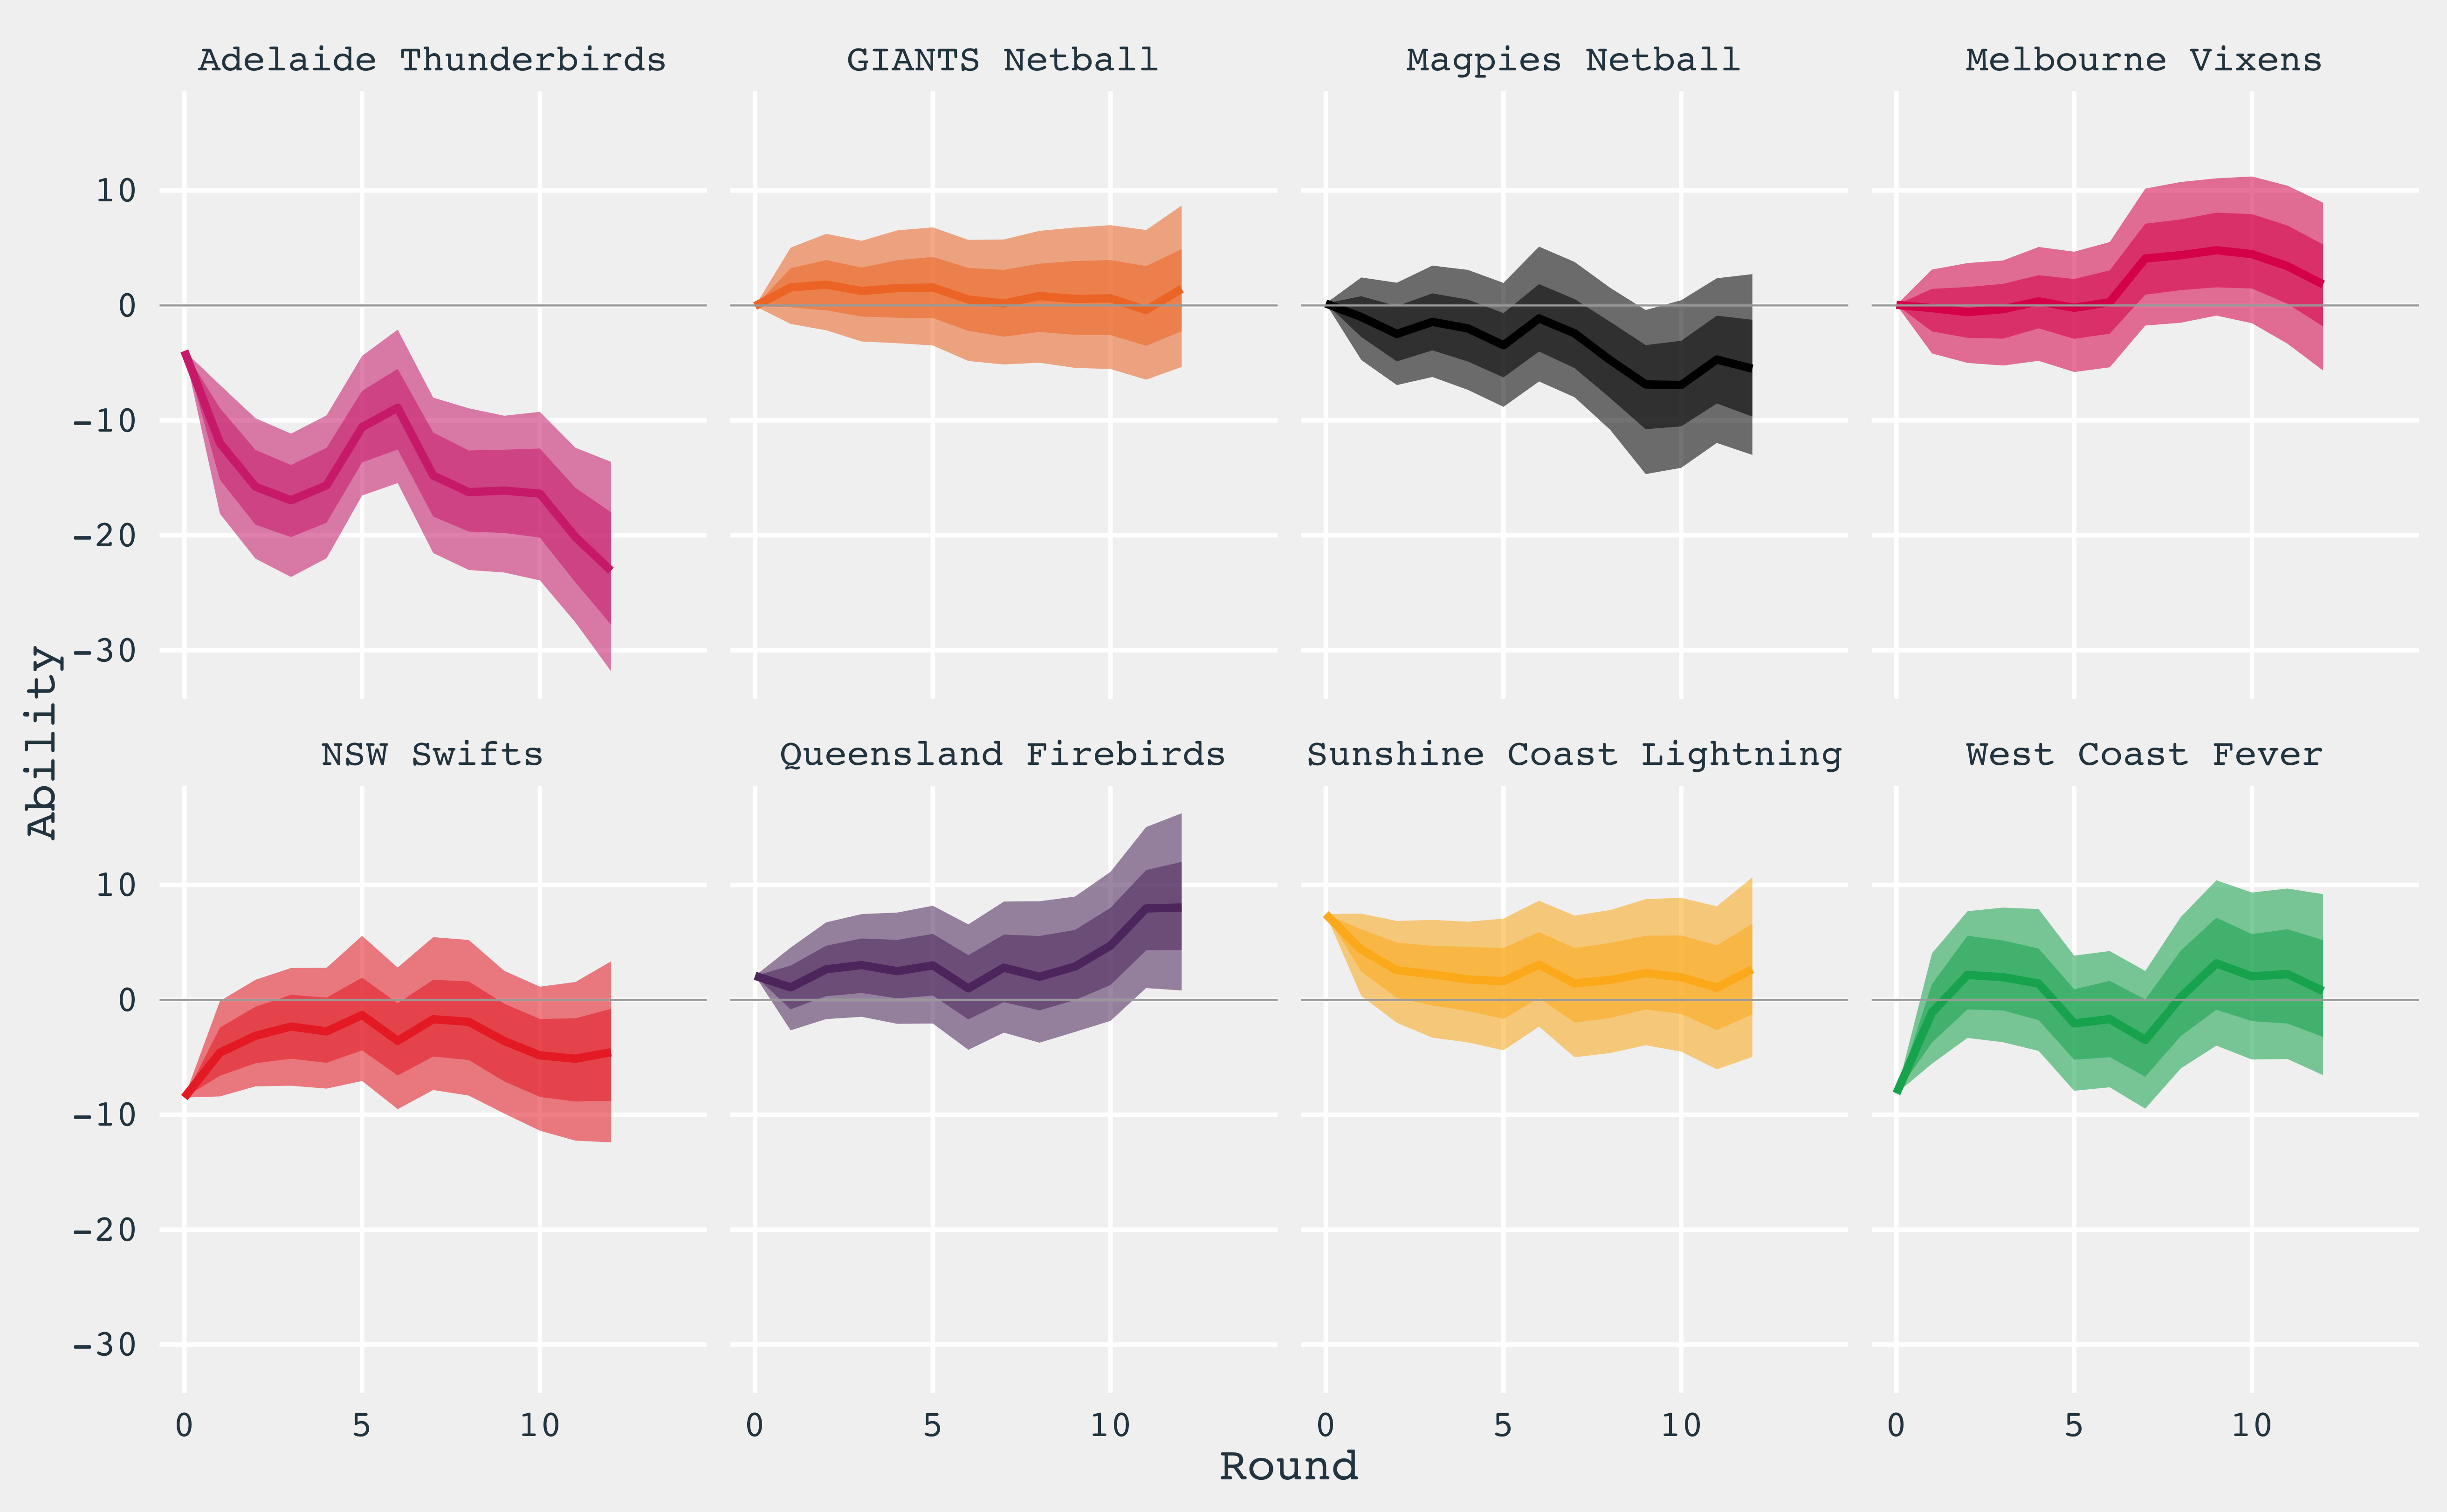 Adelaide Thunderbirds GIANTS Netball Magpies Netball Melbourne Vixens
10
0
-10
-20
-30
Ability
NSW Swifts Queensland Firebirds Sunshine Coast Lightning West Coast Fever
10
0
-10
-20
-30
0 5 10 0 5 10 0 5 10 0 5 10
Round